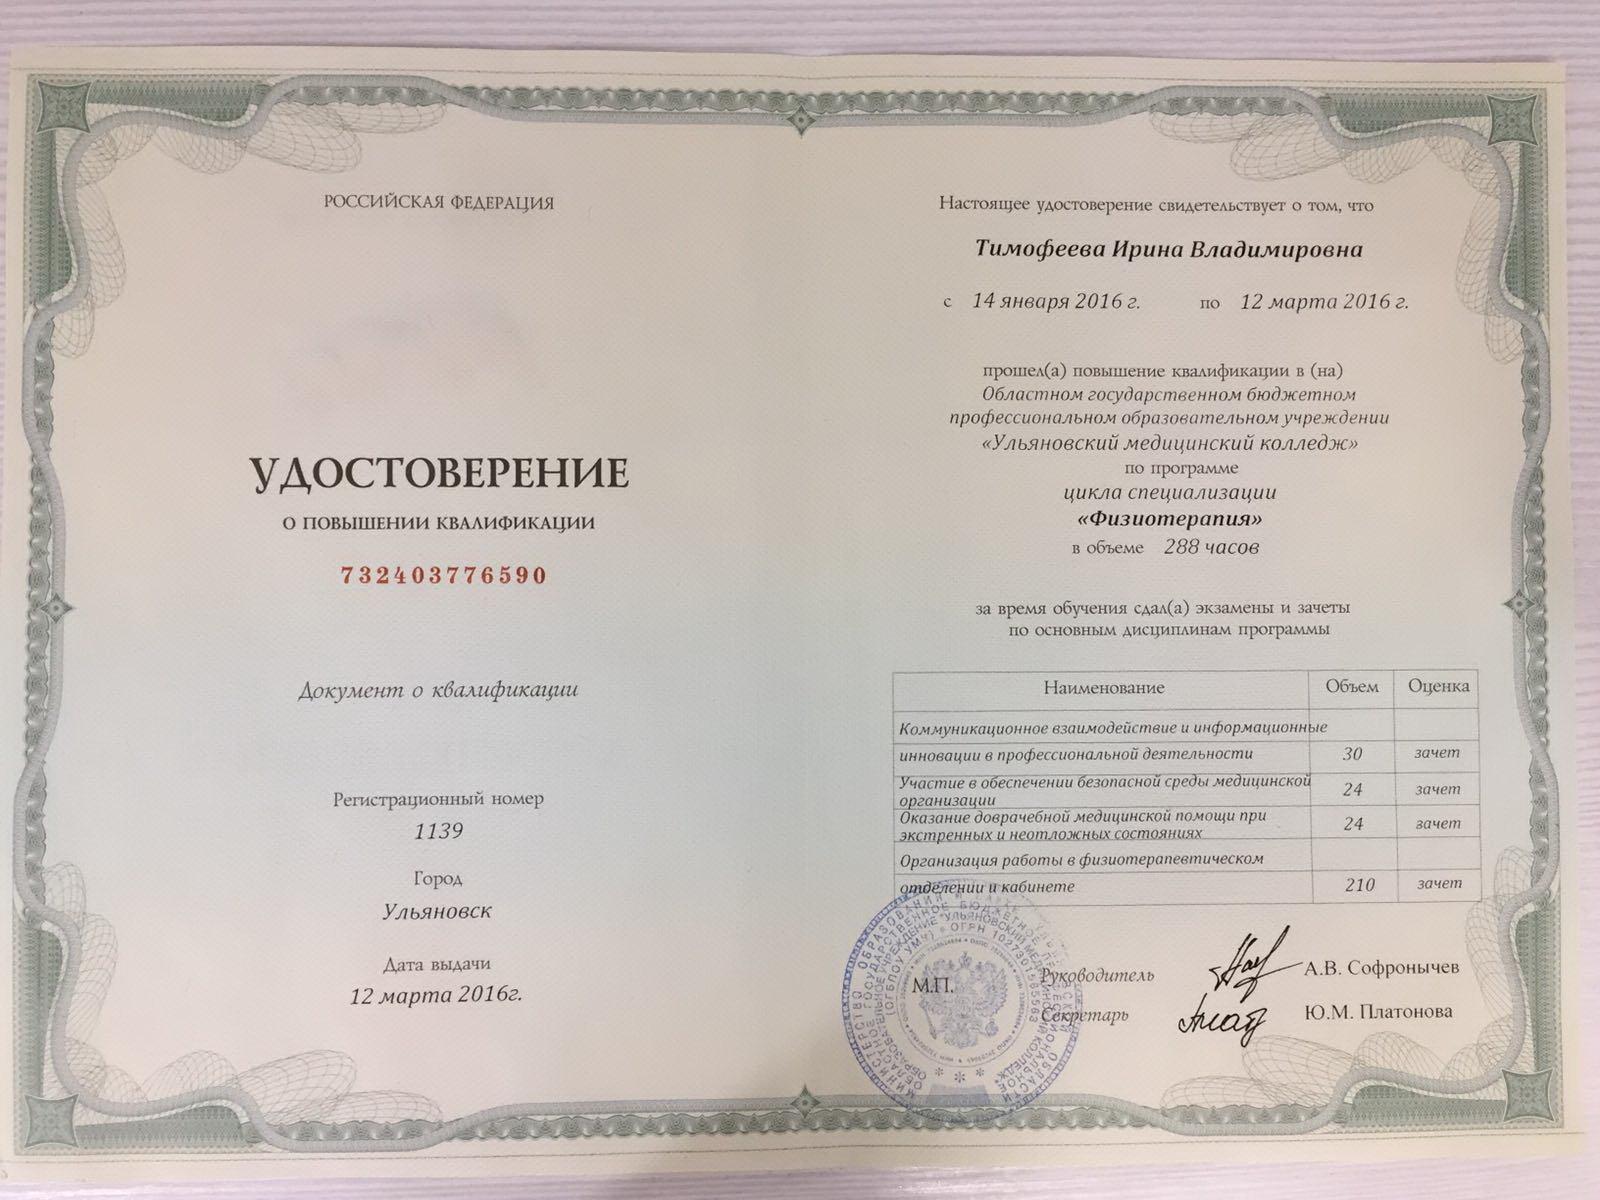 РОССИЙСКАЯ ФЕДЕРАЦИЯ
УДОСТОВЕРЕНИЕ
О ПОВЫШЕНИИ КВАЛИФИКАЦИИ
732403776590
Документ о квалификации
Регистрационный номер
1139
Город
Ульяновск
Дата выдачи
12 марта 2016г.
Настоящее удостоверение свидетельствует о том, что
Тимофеева Ирина Владимировна
с 14 января 2016 г. по 12 марта 2016 г.
прошел(а) повышение квалификации в (на)
Областном государственном бюджетном
профессиональном образовательном учреждении
«Ульяновский медицинский колледж»
по программе
цикла специализации
«Физиотерапия»
в объеме 288 часов
за время обучения сдал(а) экзамены и зачеты
по основным дисциплинам программы
Наименование Объем Оценка
Коммуникационное взаимодействие и информационные
инновации в профессиональной деятельности 30 зачет
Участие в обеспечении безопасной среды медицинской
организации 24 зачет
Оказание доврачебной медицинской помощи при
экстренных и неотложных состояниях 24 зачет
Организация работы в физиотерапевтическом
отделении и кабинете 210 зачет
М.П.
Руководитель А.В. Софронычев
Секретарь Ю.М. Платонова